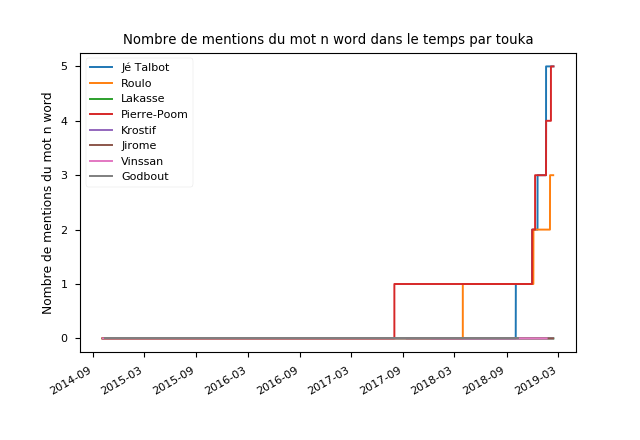 Nombre de mentions du mot n word dans le temps par touka
Nombre de mentions du mot n word
5
4
3
2
1
0
Jé Talbot
Roulo
Lakasse
Pierre-Poom
Krostif
Jirome
Vinssan
Godbout
2014-09
2015-03
2015-09
2016-03
2016-09
2017-03
2017-09
2018-03
2018-09
2019-03